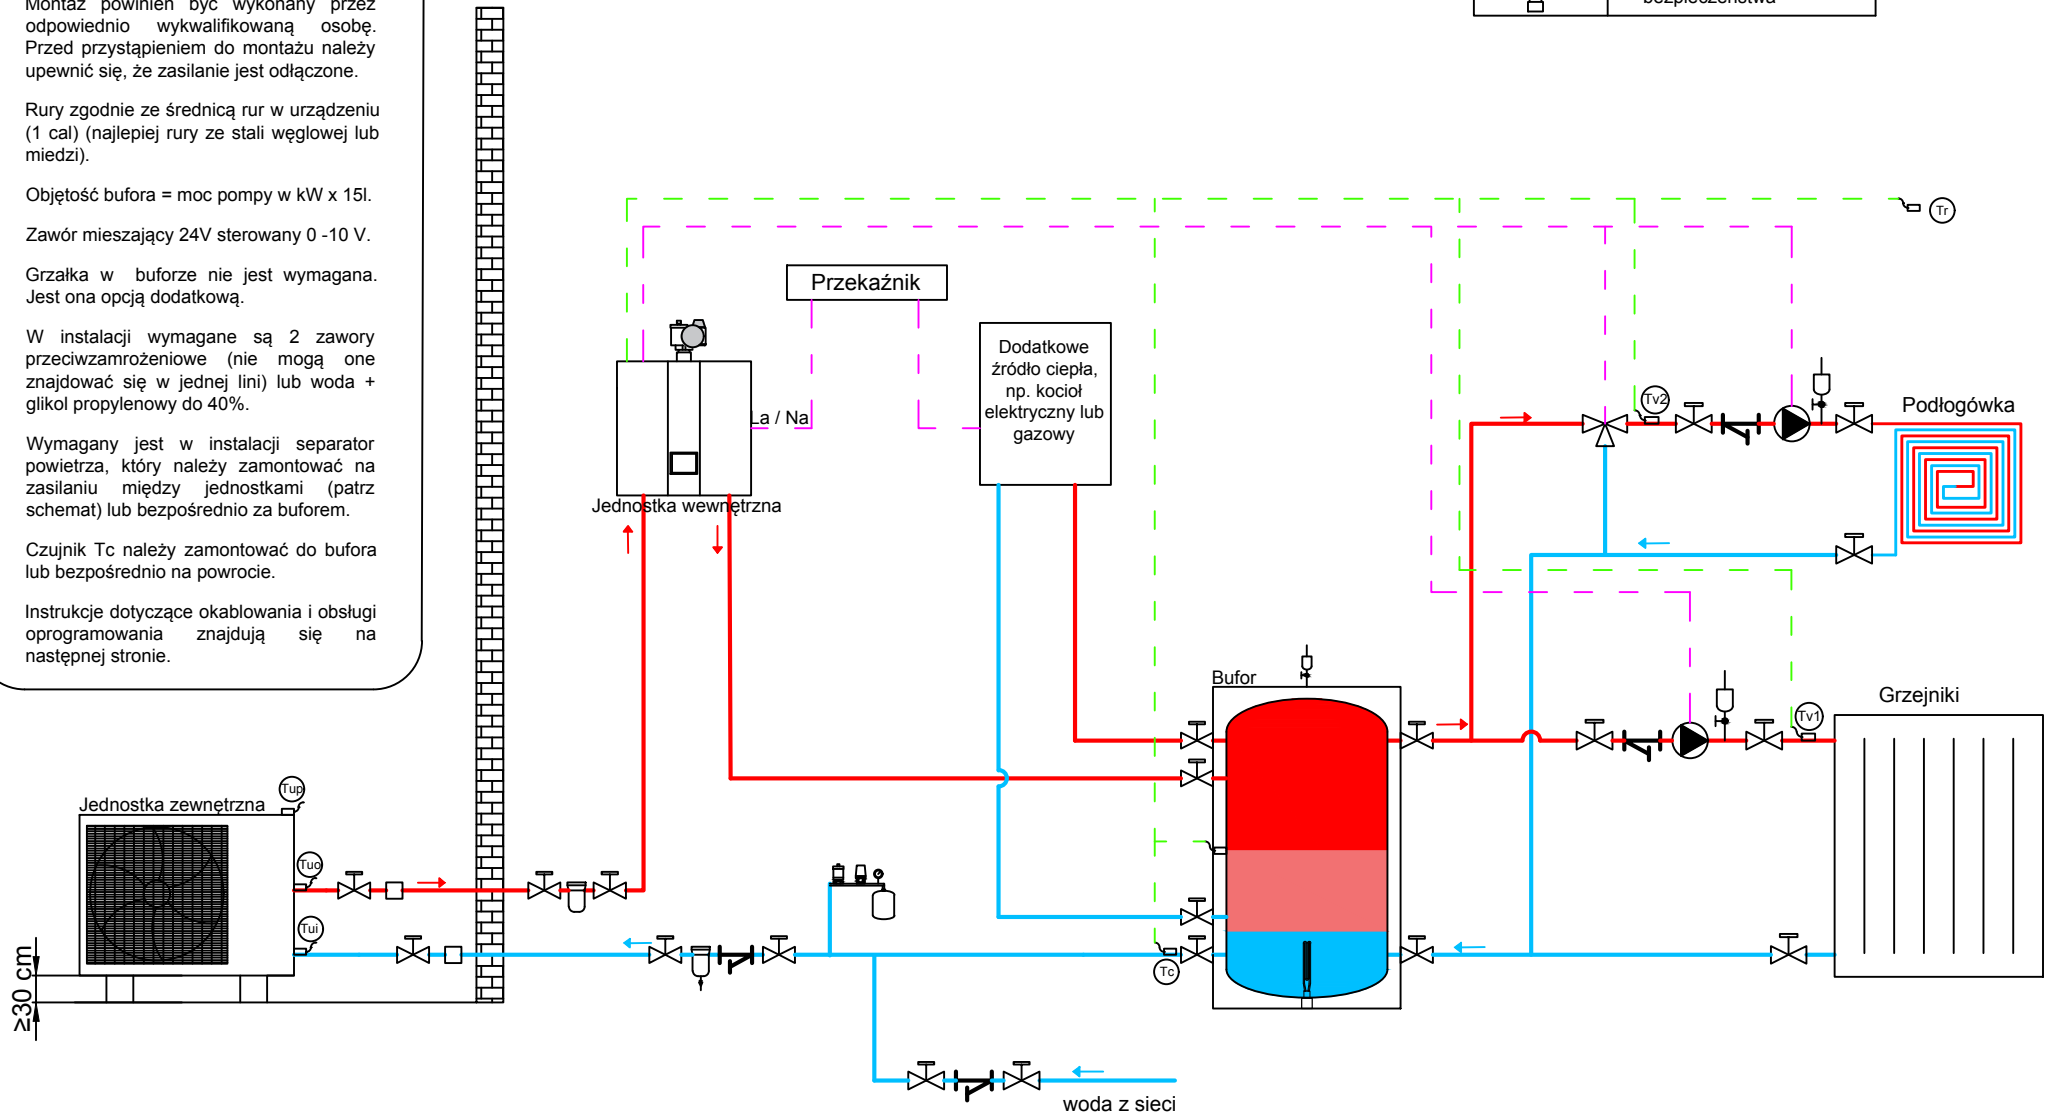 Montaż powinien być wykonany przez
odpowiednio wykwalifikowaną osobę.
Przed przystąpieniem do montażu należy
upewnić się, że zasilanie jest odłączone.
Rury zgodnie ze średnicą rur w urządzeniu
(1 cal) (najlepiej rury ze stali węglowej lub
miedzi).
Objętość bufora = moc pompy w kW x 15l.
Zawór mieszający 24V sterowany 0 -10 V.
Grzałka w buforze nie jest wymagana.
Jest ona opcją dodatkową.
W instalacji wymagane są 2 zawory
przeciwzamrożeniowe (nie mogą one
znajdować się w jednej lini) lub woda +
glikol propylenowy do 40%.
Wymagany jest w instalacji separator
powietrza, który należy zamontować na
zasilaniu między jednostkami (patrz
schemat) lub bezpośrednio za buforem.
Czujnik Tc należy zamontować do bufora
lub bezpośrednio na powrocie.
Instrukcje dotyczące okablowania i obsługi
oprogramowania znajdują się na
następnej stronie.
bezpieczeństwa
Tr
Przekaźnik
Dodatkowe
źródło ciepła,
np. kocioł
elektryczny lub
gazowy
La / Na
Jednostka wewnętrzna
Tv2
Podłogówka
Bufor
Grzejniki
Tv1
Tup
Jednostka zewnętrzna
Tuo
Tui
Tc
≥30 cm
woda z sieci